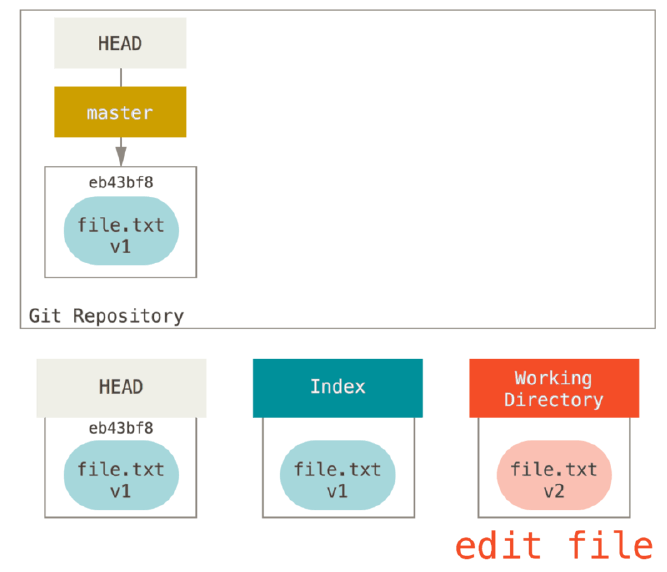 HEAD
master
eb43bf8
file.txt
v1
Git Repository
HEAD
Index
Working
Directory
eb43bf8
file.txt
v1
file.txt
v1
file.txt
v2
edit file